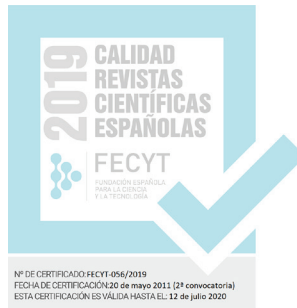 2019
CALIDAD
REVISTAS
CIENTÍFICAS
ESPAÑOLAS
FECYT
FUNDACIÓN ESPAÑOLA
PARA LA CIENCIA
Y LA TECNOLOGÍA
Nº DE CERTIFICADO: FECYT-056/2019
FECHA DE CERTIFICACIÓN: 20 de mayo 2011 (2ª convocatoria)
ESTA CERTIFICACIÓN ES VÁLIDA HASTA EL: 12 de julio 2020